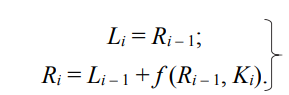 Lᵢ = Rᵢ₋₁;
Rᵢ = Lᵢ₋₁ + f(Rᵢ₋₁, Kᵢ).